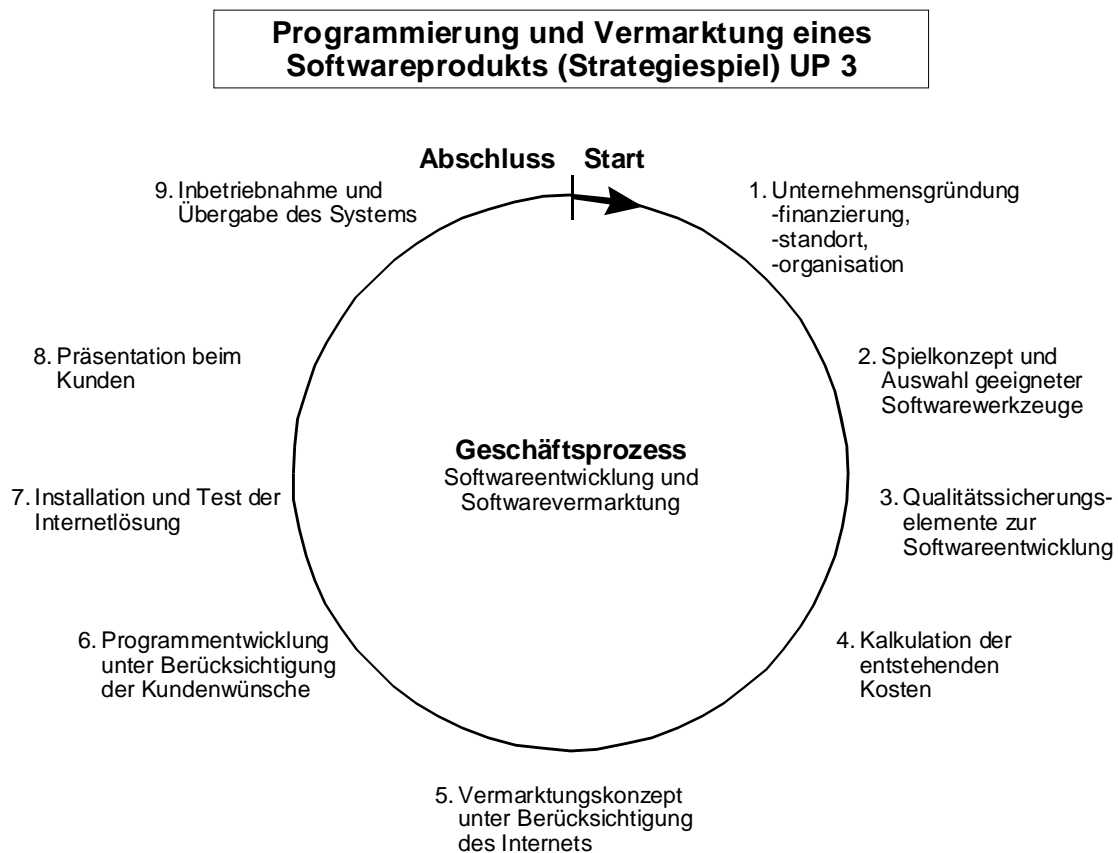 Programmierung und Vermarktung eines
Softwareprodukts (Strategiespiel) UP 3
Abschluss
Start
1. Unternehmensgründung
-finanzierung,
-standort,
-organisation
2. Spielkonzept und
Auswahl geeigneter
Softwarewerkzeuge
3. Qualitätssicherungs-
elemente zur
Softwareentwicklung
4. Kalkulation der
entstehenden
Kosten
5. Vermarktungskonzept
unter Berücksichtigung
des Internets
6. Programmentwicklung
unter Berücksichtigung
der Kundenwünsche
7. Installation und Test der
Internetlösung
8. Präsentation beim
Kunden
9. Inbetriebnahme und
Übergabe des Systems
Geschäftsprozess
Softwareentwicklung und
Softwarevermarktung